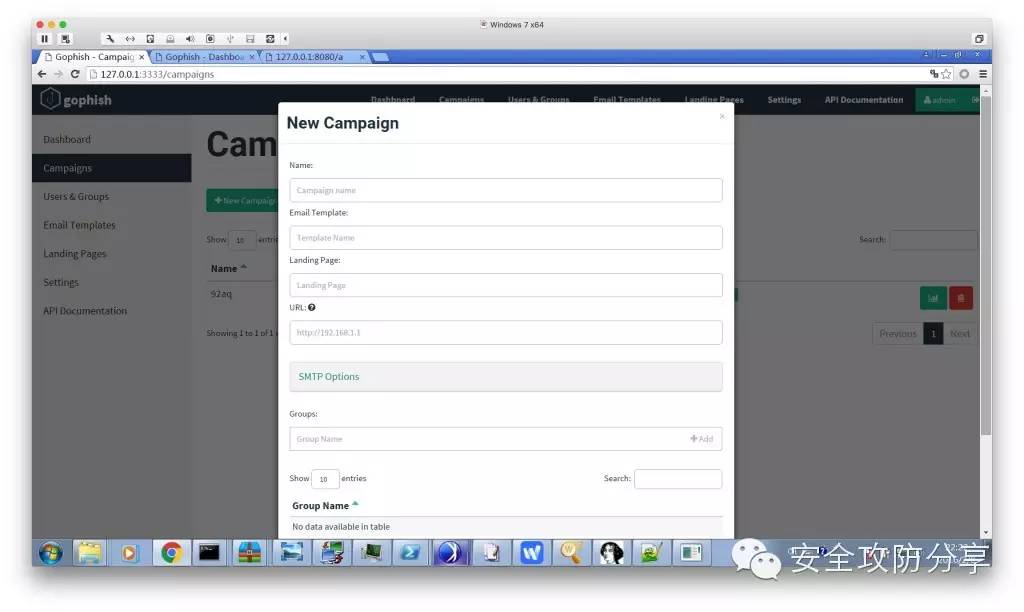 Windows 7 x64
Gophish - Campaig
Gophish - Dashboa
127.0.0.1:8080/a
127.0.0.1:3333/campaigns
gophish
Dashboard
Campaigns
Users & Groups
Email Templates
Landing Pages
Settings
API Documentation
admin
Dashboard
Campaigns
Users & Groups
Email Templates
Landing Pages
Settings
API Documentation
Cam
New Campaign
Show 10 entrie
Search:
Name
92aq
Showing 1 to 1 of 1
Previous 1 Next
New Campaign
×
Name:
Campaign name
Email Template:
Template Name
Landing Page:
Landing Page
URL:
http://192.168.1.1
SMTP Options
Groups:
Group Name
Add
Show 10 entries
Search:
Group Name
No data available in table
安全攻防分享